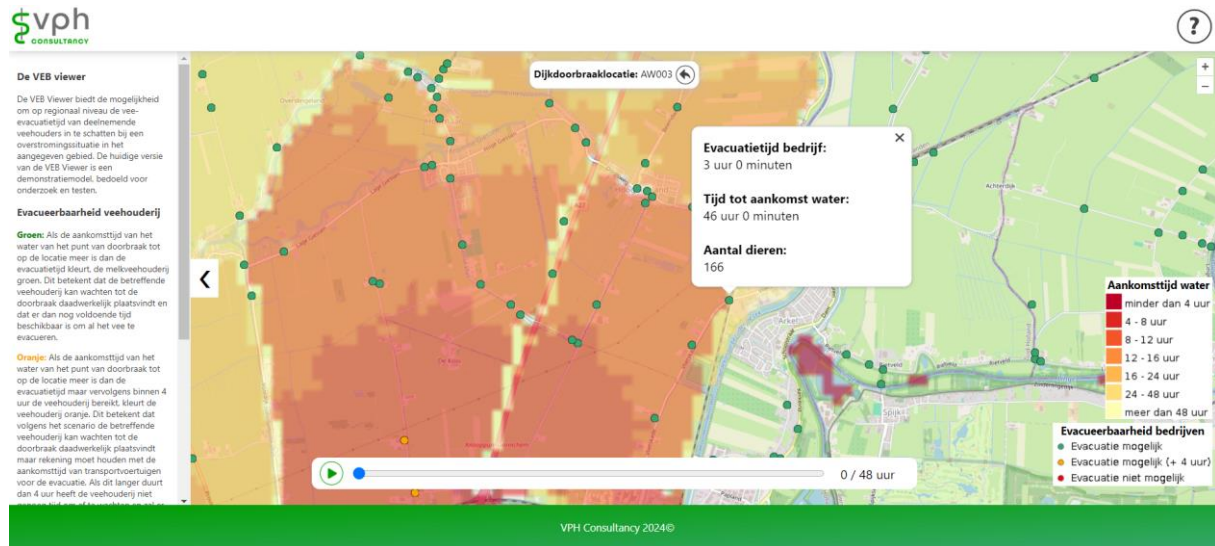 vph
CONSULTANCY
?
De VEB viewer
De VEB Viewer biedt de mogelijkheid
om op regionaal niveau de vee-
evacuatietijd van deelnemende
veehouders in te schatten bij een
overstromingssituatie in het
aangegeven gebied. De huidige versie
van de VEB Viewer is een
demonstratiemodel, bedoeld voor
onderzoek en testen.
Evacueerbaarheid veehouderij
Groen: Als de aankomsttijd van het
water van het punt van doorbraak tot
op de locatie meer is dan de
evacuatietijd kleurt, de melkveehouderij
groen. Dit betekent dat de betreffende
veehouderij kan wachten tot de
doorbraak daadwerkelijk plaatsvindt en
dat er dan nog voldoende tijd
beschikbaar is om al het vee te
evacueren.
Oranje: Als de aankomsttijd van het
water van het punt van doorbraak tot
op de locatie meer is dan de
evacuatietijd maar vervolgens binnen 4
uur de veehouderij bereikt, kleurt de
veehouderij oranje. Dit betekent dat
volgens het scenario de betreffende
veehouderij kan wachten tot de
doorbraak daadwerkelijk plaatsvindt
maar rekening moet houden met de
aankomsttijd van transportvoertuigen
voor de evacuatie. Als dit langer duurt
dan 4 uur heeft de veehouderij niet
Dijkdoorbraaklocatie: AW003
+
−
Evacuatietijd bedrijf:
3 uur 0 minuten
Tijd tot aankomst water:
46 uur 0 minuten
Aantal dieren:
166
Achterdijk
Arkel
Rietveld
Spijk
Aankomsttijd water
minder dan 4 uur
4 - 8 uur
8 - 12 uur
12 - 16 uur
16 - 24 uur
24 - 48 uur
meer dan 48 uur
Evacueerbaarheid bedrijven
Evacuatie mogelijk
Evacuatie mogelijk (+ 4 uur)
Evacuatie niet mogelijk
0 / 48 uur
VPH Consultancy 2024©